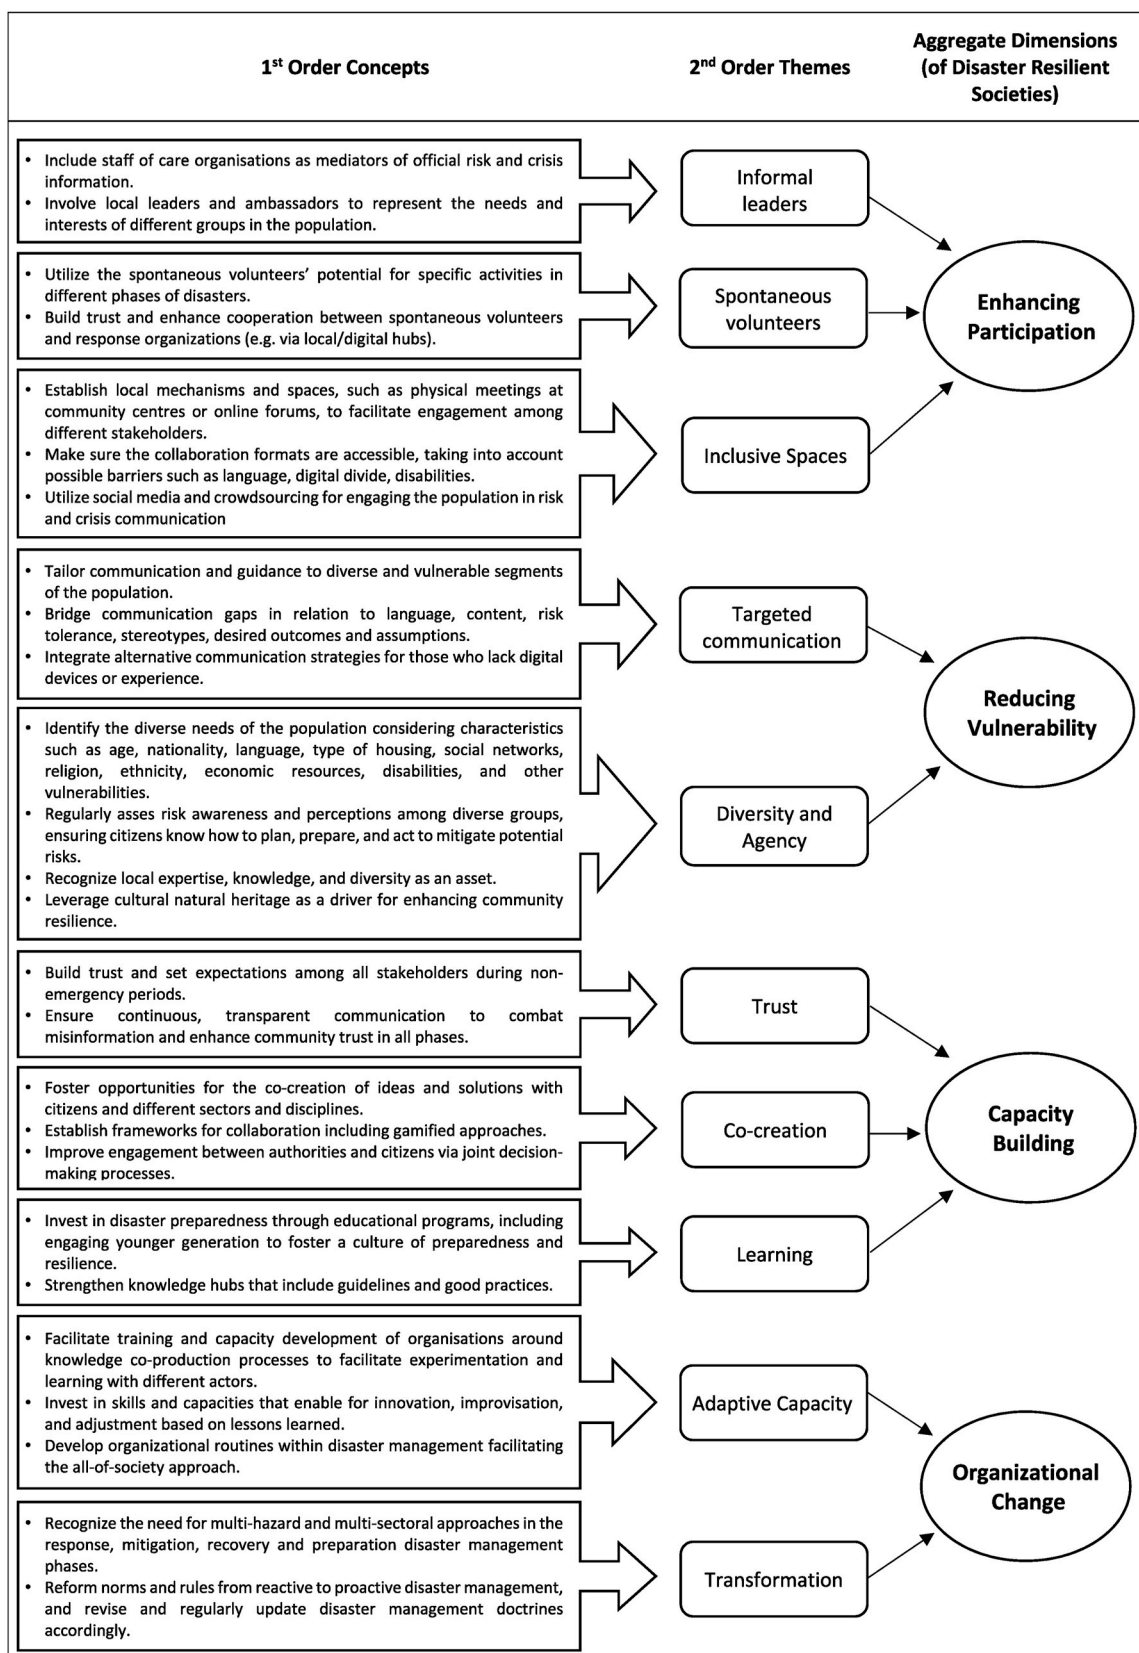 1st Order Concepts
2nd Order Themes
Aggregate Dimensions
(of Disaster Resilient
Societies)
• Include staff of care organisations as mediators of official risk and crisis
information.
• Involve local leaders and ambassadors to represent the needs and
interests of different groups in the population.
Informal
leaders
• Utilize the spontaneous volunteers’ potential for specific activities in
different phases of disasters.
• Build trust and enhance cooperation between spontaneous volunteers
and response organizations (e.g. via local/digital hubs).
Spontaneous
volunteers
Enhancing
Participation
• Establish local mechanisms and spaces, such as physical meetings at
community centres or online forums, to facilitate engagement among
different stakeholders.
• Make sure the collaboration formats are accessible, taking into account
possible barriers such as language, digital divide, disabilities.
• Utilize social media and crowdsourcing for engaging the population in risk
and crisis communication
Inclusive Spaces
• Tailor communication and guidance to diverse and vulnerable segments
of the population.
• Bridge communication gaps in relation to language, content, risk
tolerance, stereotypes, desired outcomes and assumptions.
• Integrate alternative communication strategies for those who lack digital
devices or experience.
Targeted
communication
Reducing
Vulnerability
• Identify the diverse needs of the population considering characteristics
such as age, nationality, language, type of housing, social networks,
religion, ethnicity, economic resources, disabilities, and other
vulnerabilities.
• Regularly asses risk awareness and perceptions among diverse groups,
ensuring citizens know how to plan, prepare, and act to mitigate potential
risks.
• Recognize local expertise, knowledge, and diversity as an asset.
• Leverage cultural natural heritage as a driver for enhancing community
resilience.
Diversity and
Agency
• Build trust and set expectations among all stakeholders during non-
emergency periods.
• Ensure continuous, transparent communication to combat
misinformation and enhance community trust in all phases.
Trust
• Foster opportunities for the co-creation of ideas and solutions with
citizens and different sectors and disciplines.
• Establish frameworks for collaboration including gamified approaches.
• Improve engagement between authorities and citizens via joint decision-
making processes.
Co-creation
Capacity
Building
• Invest in disaster preparedness through educational programs, including
engaging younger generation to foster a culture of preparedness and
resilience.
• Strengthen knowledge hubs that include guidelines and good practices.
Learning
• Facilitate training and capacity development of organisations around
knowledge co-production processes to facilitate experimentation and
learning with different actors.
• Invest in skills and capacities that enable for innovation, improvisation,
and adjustment based on lessons learned.
• Develop organizational routines within disaster management facilitating
the all-of-society approach.
Adaptive Capacity
Organizational
Change
• Recognize the need for multi-hazard and multi-sectoral approaches in the
response, mitigation, recovery and preparation disaster management
phases.
• Reform norms and rules from reactive to proactive disaster management,
and revise and regularly update disaster management doctrines
accordingly.
Transformation